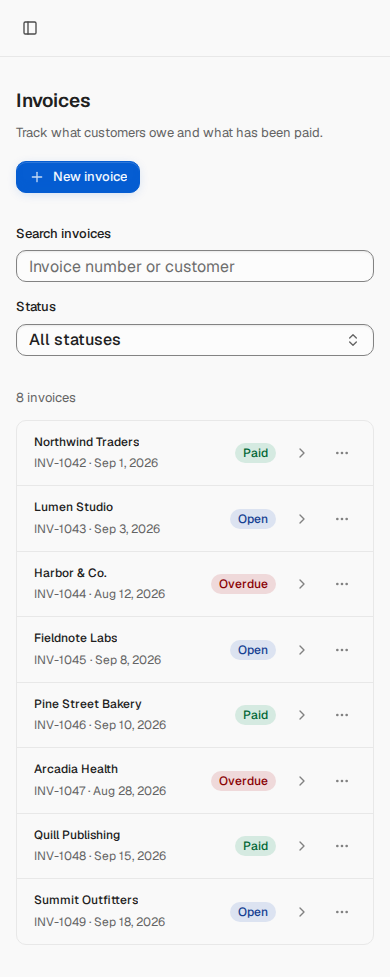 Invoices
Track what customers owe and what has been paid.
New invoice
Search invoices
Invoice number or customer
Status
All statuses
8 invoices
Northwind Traders
INV-1042 · Sep 1, 2026
Paid
Lumen Studio
INV-1043 · Sep 3, 2026
Open
Harbor & Co.
INV-1044 · Aug 12, 2026
Overdue
Fieldnote Labs
INV-1045 · Sep 8, 2026
Open
Pine Street Bakery
INV-1046 · Sep 10, 2026
Paid
Arcadia Health
INV-1047 · Aug 28, 2026
Overdue
Quill Publishing
INV-1048 · Sep 15, 2026
Paid
Summit Outfitters
INV-1049 · Sep 18, 2026
Open